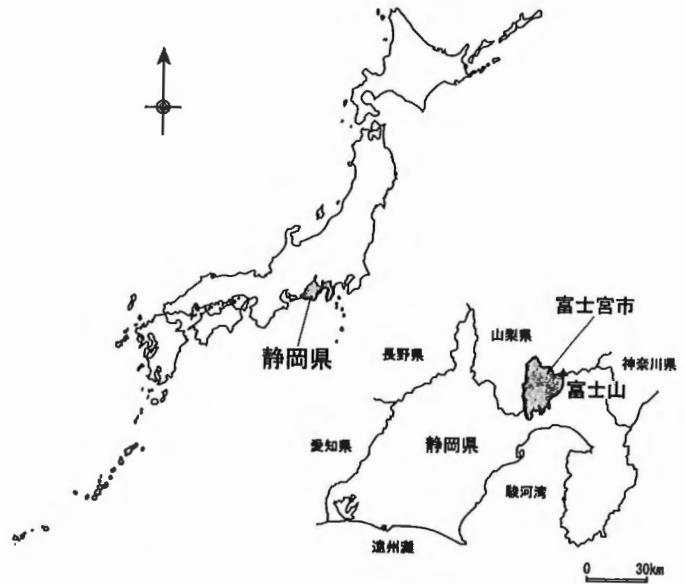 静岡県
富士宮市
山梨県
長野県
神奈川県
富士山
愛知県
静岡県
駿河湾
遠州灘
0 30km